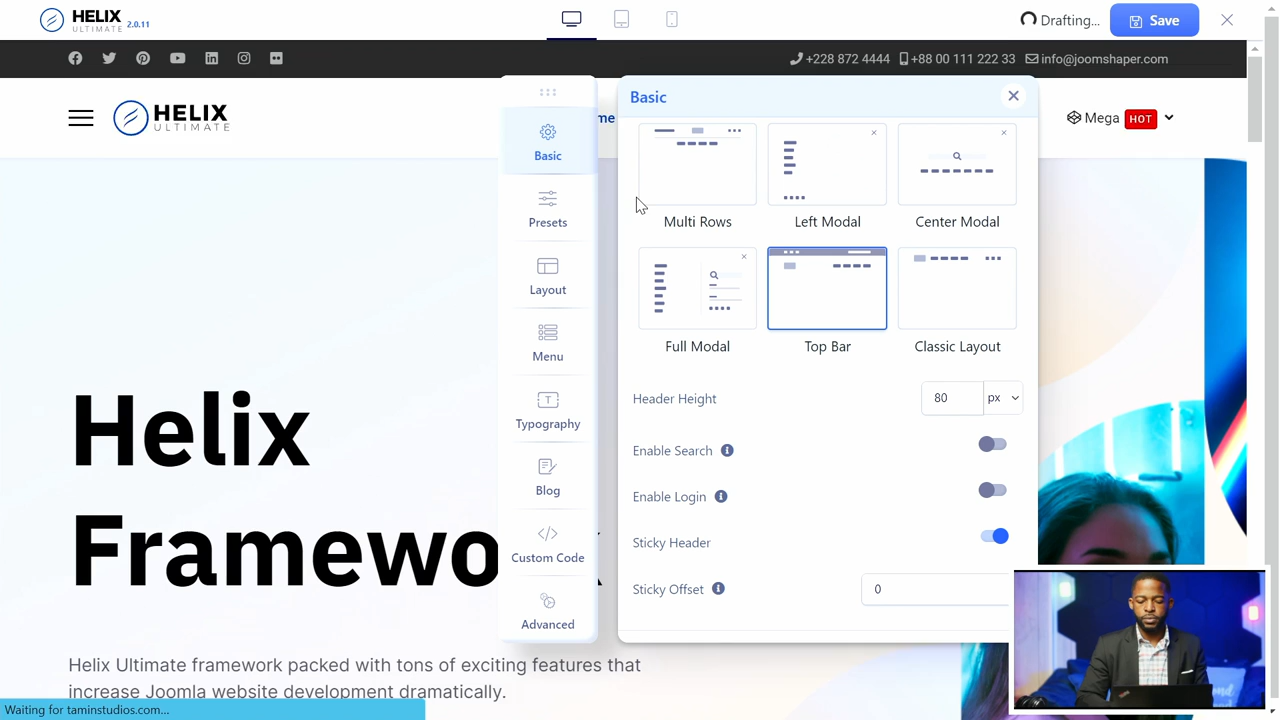 HELIX
ULTIMATE 2.0.11
Drafting...
Save
+228 872 4444
+88 00 111 222 33
info@joomshaper.com
HELIX
ULTIMATE
me
Mega HOT
Basic
Presets
Layout
Menu
Typography
Blog
Custom Code
Advanced
Basic
Multi Rows
Left Modal
Center Modal
Full Modal
Top Bar
Classic Layout
Header Height
80
px
Enable Search
Enable Login
Sticky Header
Sticky Offset
0
Helix
Framewo
Helix Ultimate framework packed with tons of exciting features that
increase Joomla website development dramatically.
Waiting for taminstudios.com...